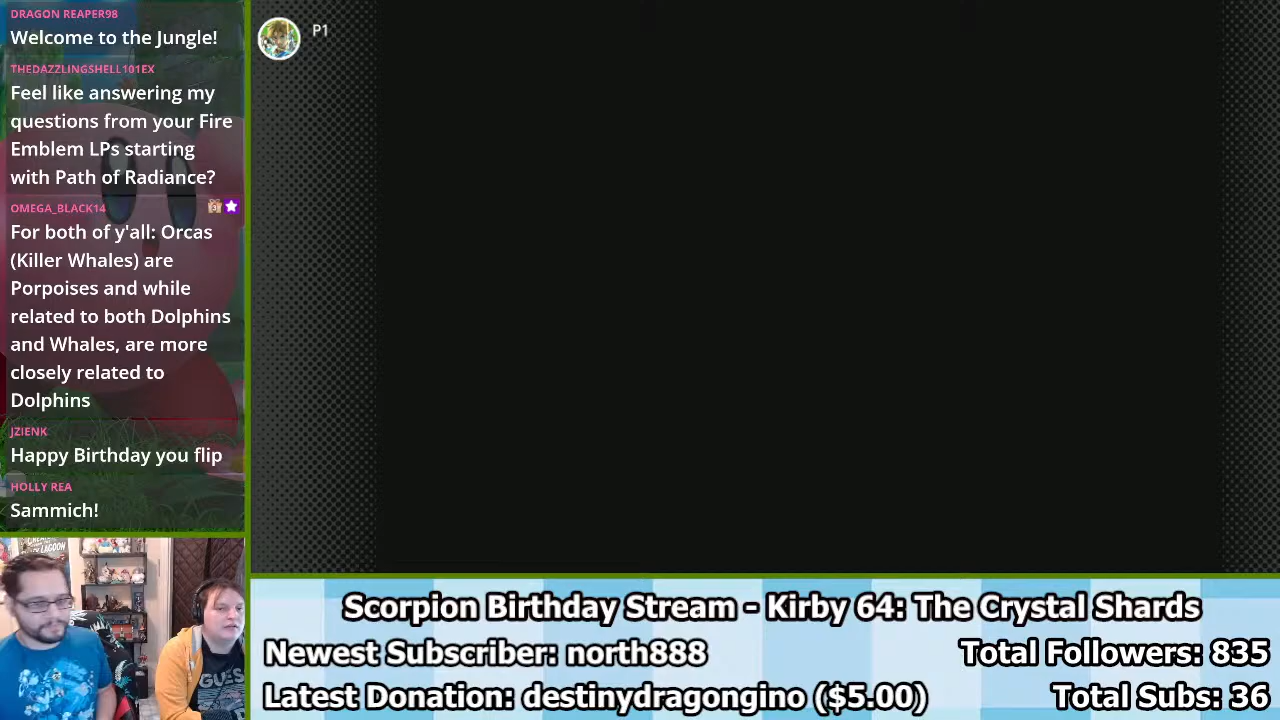 DRAGON REAPER98
Welcome to the Jungle!
THEDAZZLINGSHELL101EX
Feel like answering my
questions from your Fire
Emblem LPs starting
with Path of Radiance?
OMEGA_BLACK14
For both of y'all: Orcas
(Killer Whales) are
Porpoises and while
related to both Dolphins
and Whales, are more
closely related to
Dolphins
JZIENK
Happy Birthday you flip
HOLLY REA
Sammich!
P1
Scorpion Birthday Stream - Kirby 64: The Crystal Shards
Newest Subscriber: north888
Total Followers: 835
Latest Donation: destinydragongino ($5.00)
Total Subs: 36